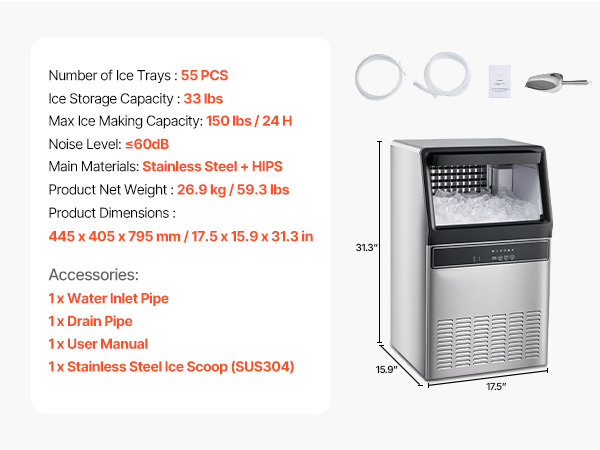 Number of Ice Trays : 55 PCS
Ice Storage Capacity : 33 lbs
Max Ice Making Capacity: 150 lbs / 24 H
Noise Level: ≤60dB
Main Materials: Stainless Steel + HIPS
Product Net Weight : 26.9 kg / 59.3 lbs
Product Dimensions :
445 x 405 x 795 mm / 17.5 x 15.9 x 31.3 in
Accessories:
1 x Water Inlet Pipe
1 x Drain Pipe
1 x User Manual
1 x Stainless Steel Ice Scoop (SUS304)
31.3"
15.9"
17.5"